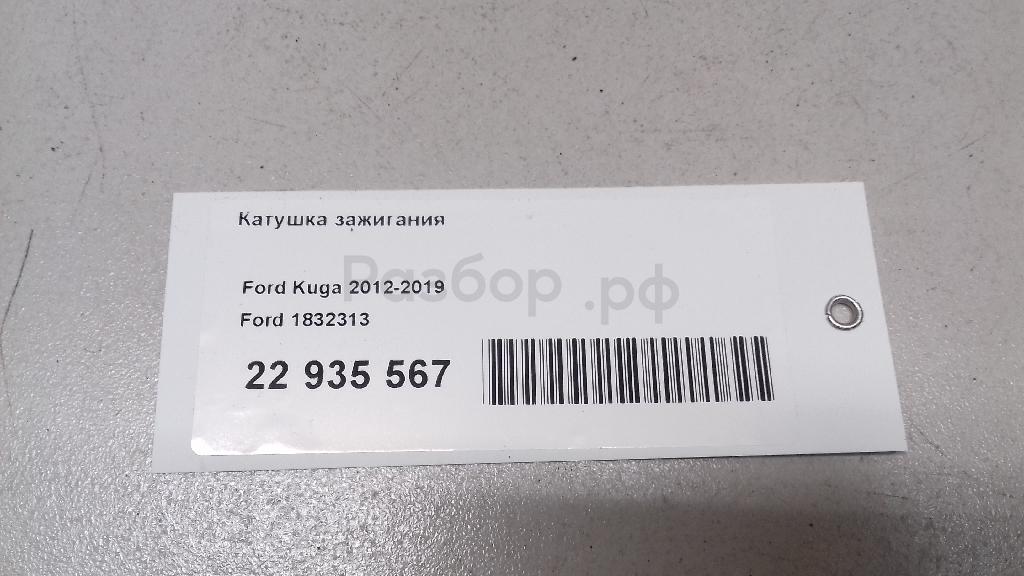 Катушка зажигания
Разбор.рф
Ford Kuga 2012-2019
Ford 1832313
22 935 567